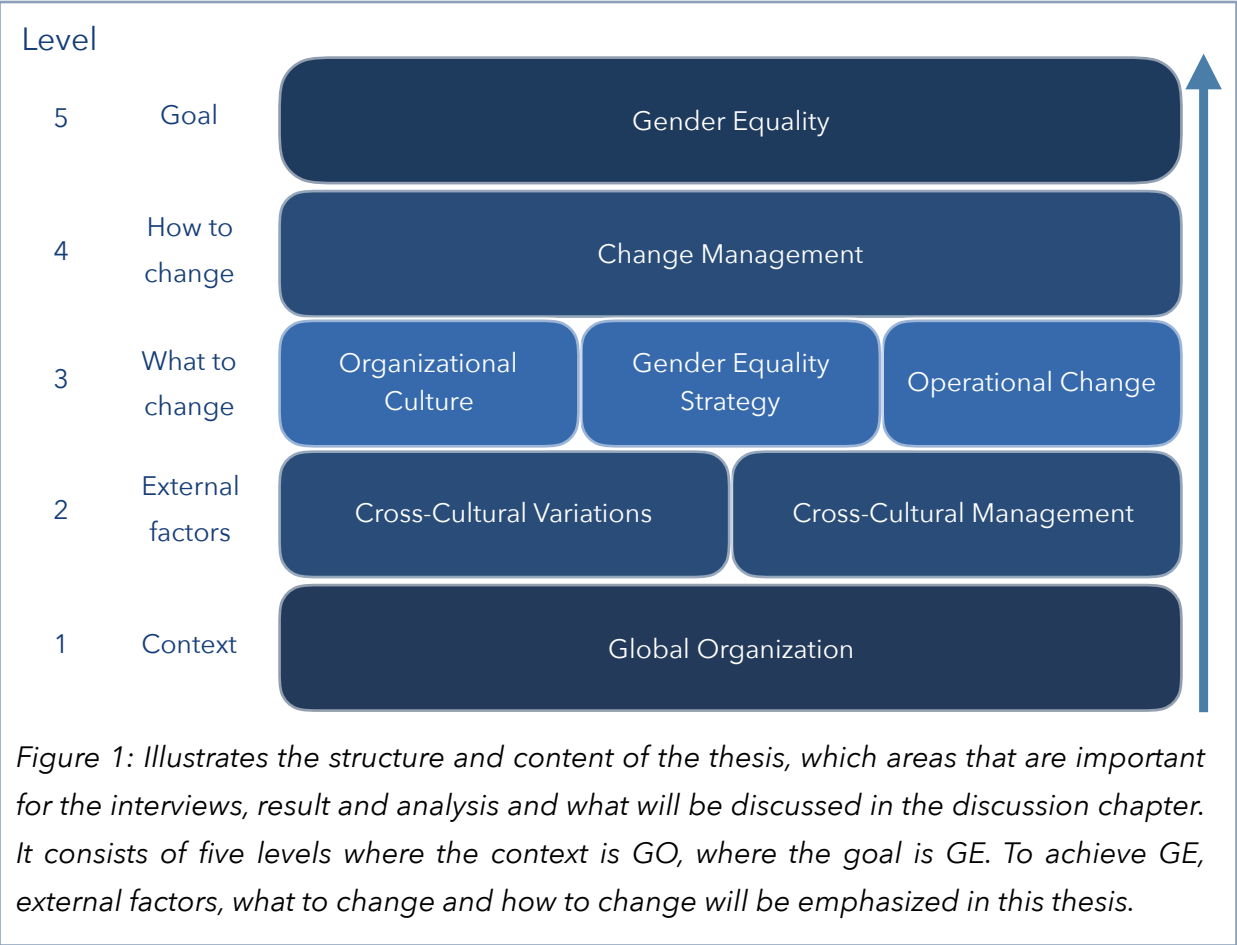 Level
5
Goal
Gender Equality
4
How to
change
Change Management
3
What to
change
Organizational
Culture
Gender Equality
Strategy
Operational Change
2
External
factors
Cross-Cultural Variations
Cross-Cultural Management
1
Context
Global Organization
Figure 1: Illustrates the structure and content of the thesis, which areas that are important
for the interviews, result and analysis and what will be discussed in the discussion chapter.
It consists of five levels where the context is GO, where the goal is GE. To achieve GE,
external factors, what to change and how to change will be emphasized in this thesis.